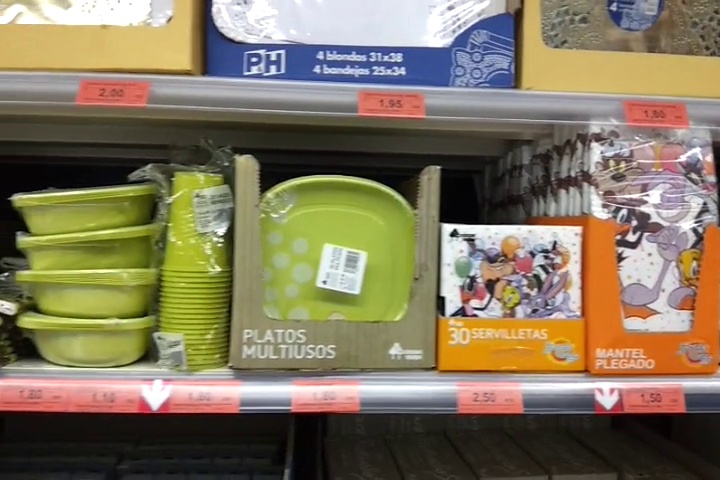 PH
4 blondas 31x38
4 bandejas 25x34
4
2,00
1,95
1,80
PLATOS
MULTIUSOS
30 SERVILLETAS
MANTEL
PLEGADO
1,80
1,10
1,80
1,80
2,50
1,50